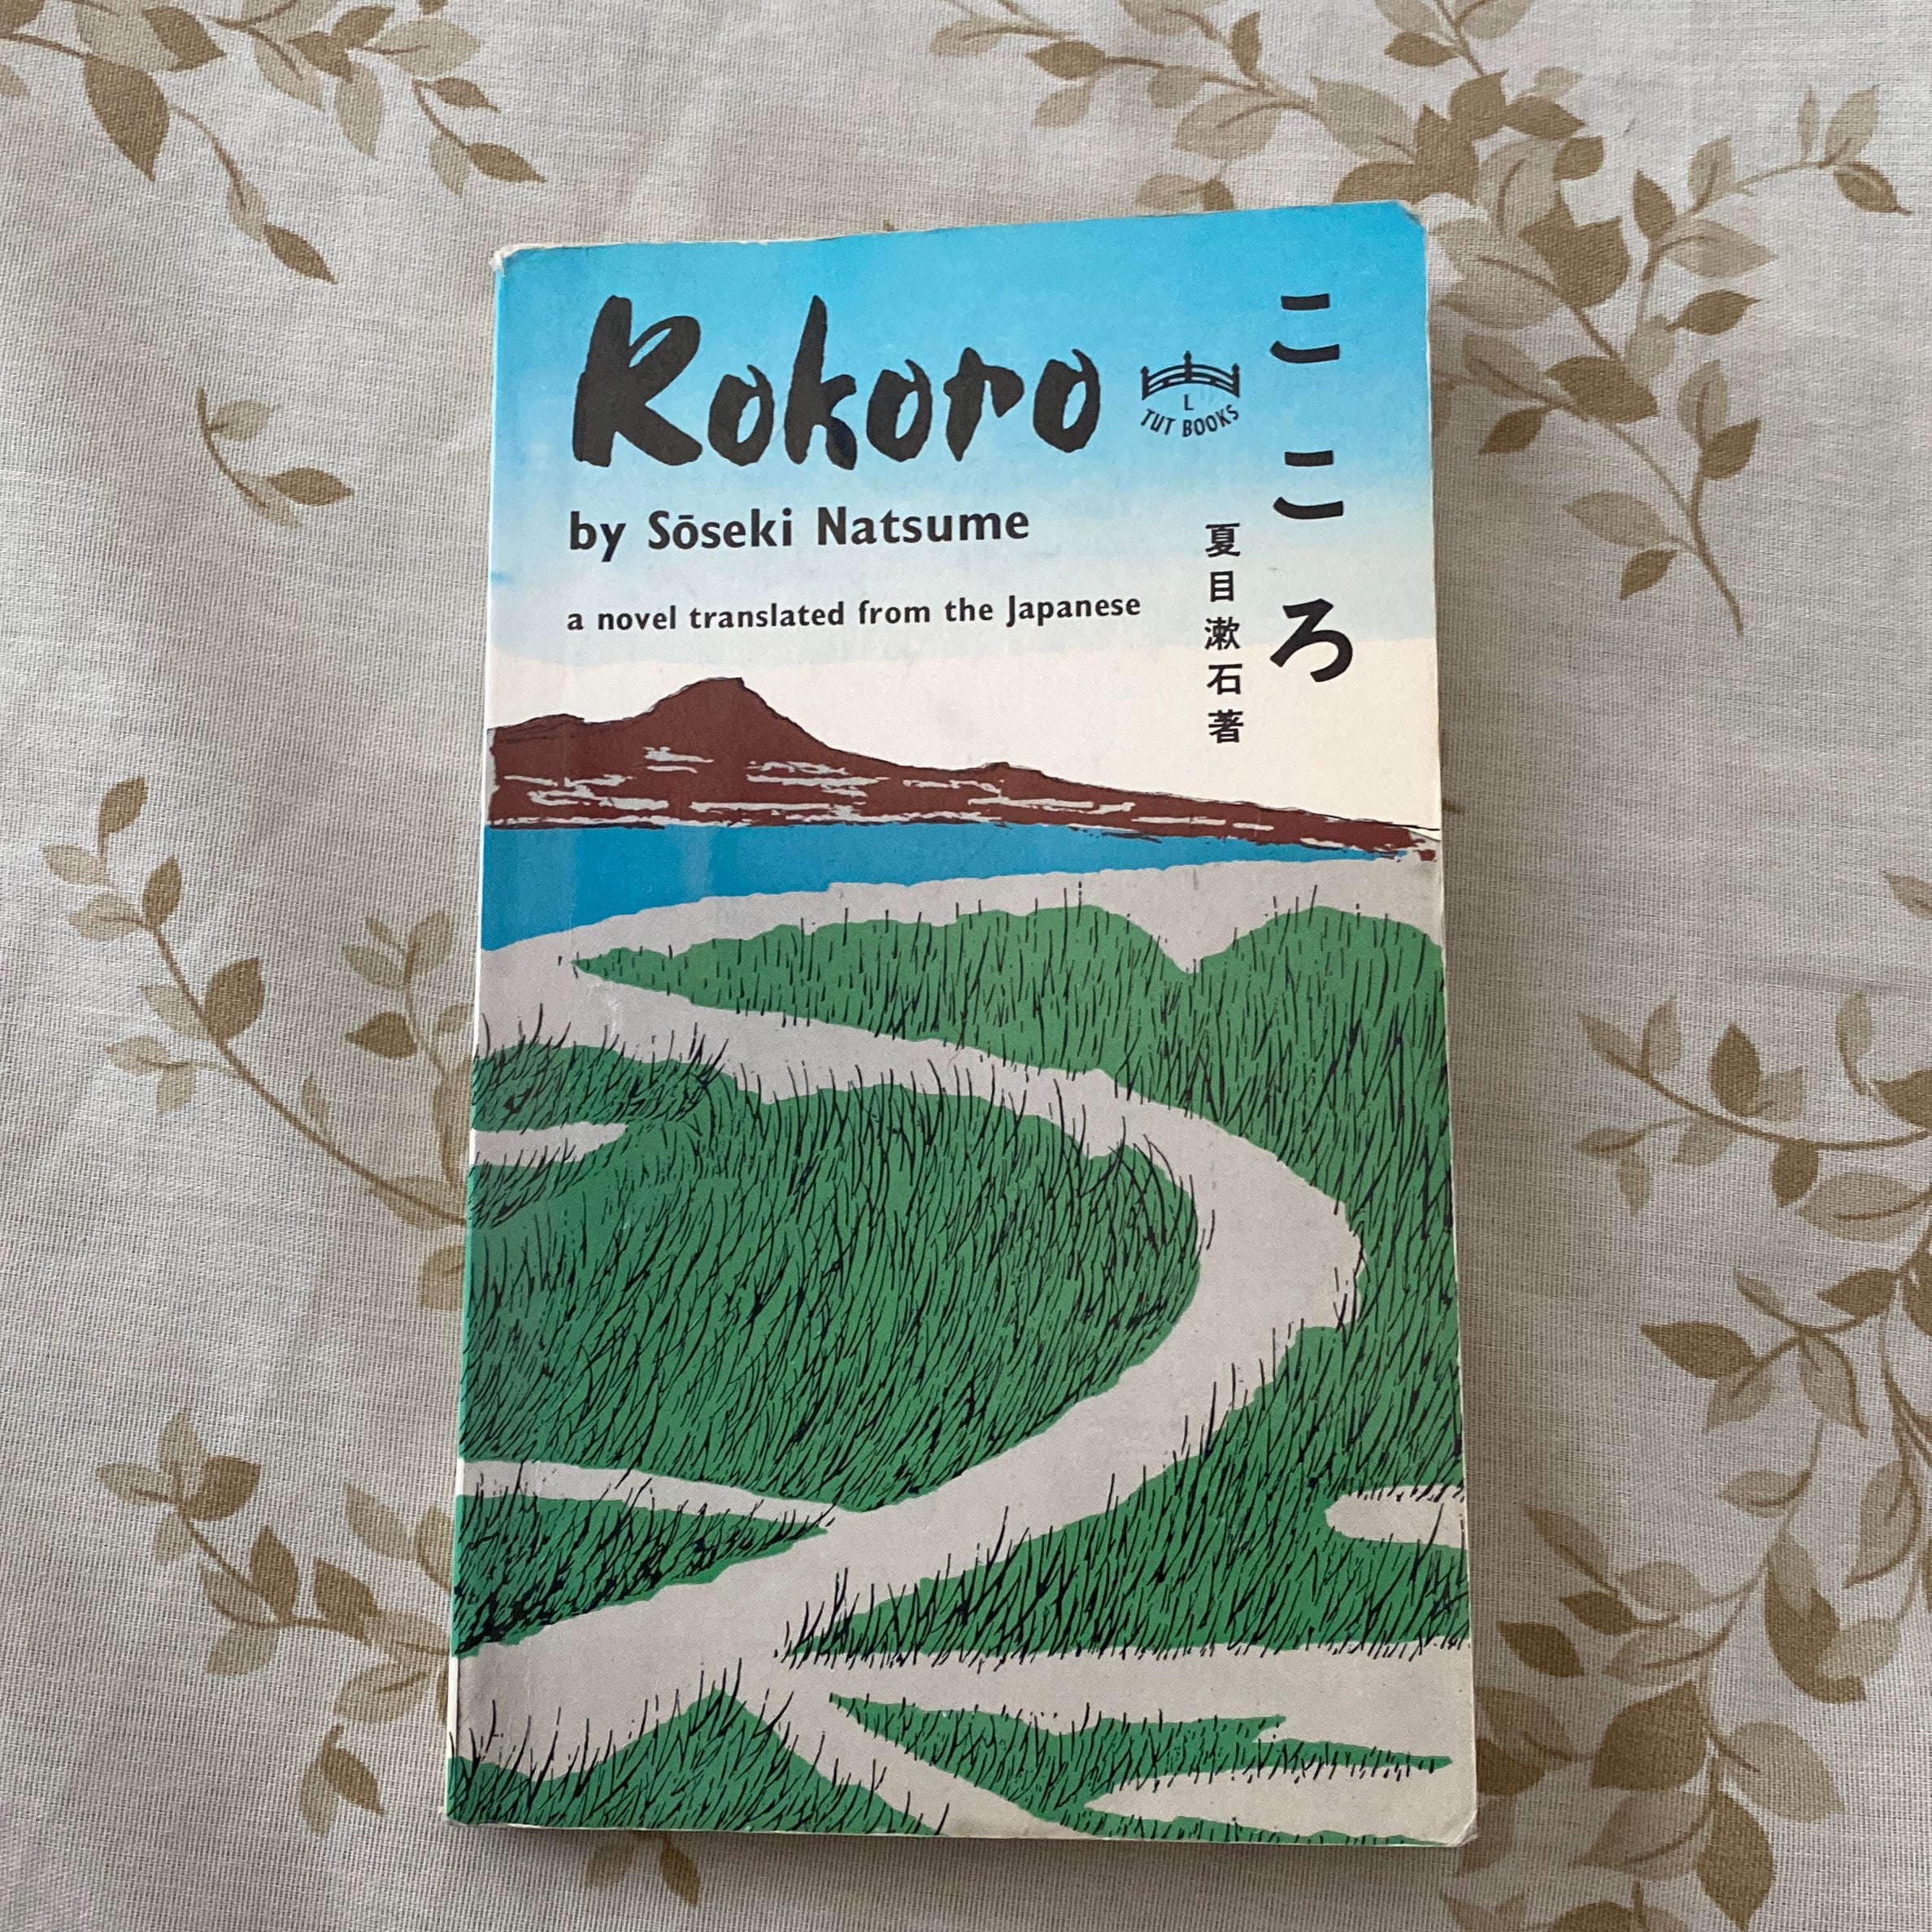 Kokoro
L
TUT BOOKS
by Sōseki Natsume
a novel translated from the Japanese
こころ
夏目漱石著